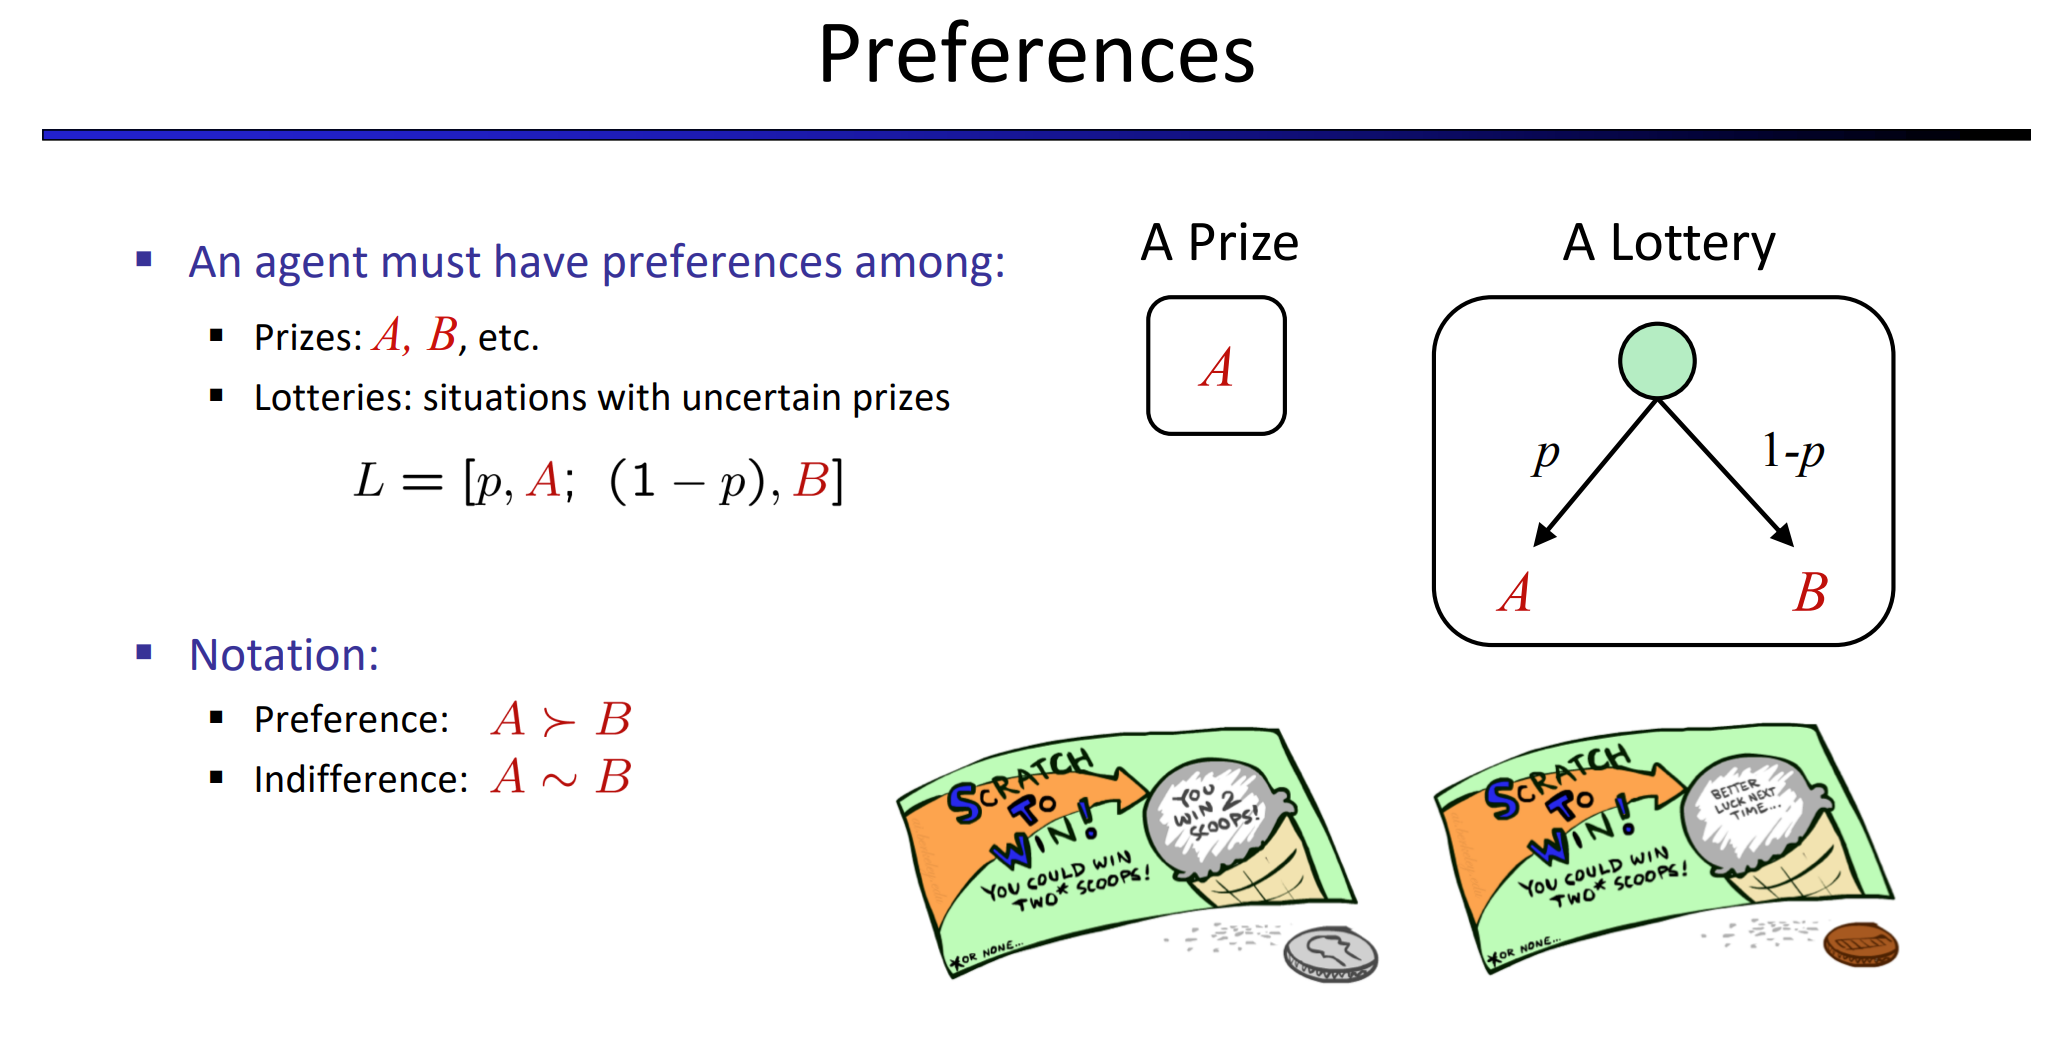 Preferences
▪ An agent must have preferences among:
▪ Prizes: A, B, etc.
▪ Lotteries: situations with uncertain prizes
L = [p, A; (1 − p), B]
▪ Notation:
▪ Preference: A ≻ B
▪ Indifference: A ∼ B
A Prize
A
A Lottery
p
1-p
A
B
SCRATCH
TO
WIN!
YOU COULD WIN
TWO* SCOOPS!
*OR NONE...
YOU
WIN 2
SCOOPS!
SCRATCH
TO
WIN!
YOU COULD WIN
TWO* SCOOPS!
*OR NONE...
BETTER
LUCK NEXT
TIME...